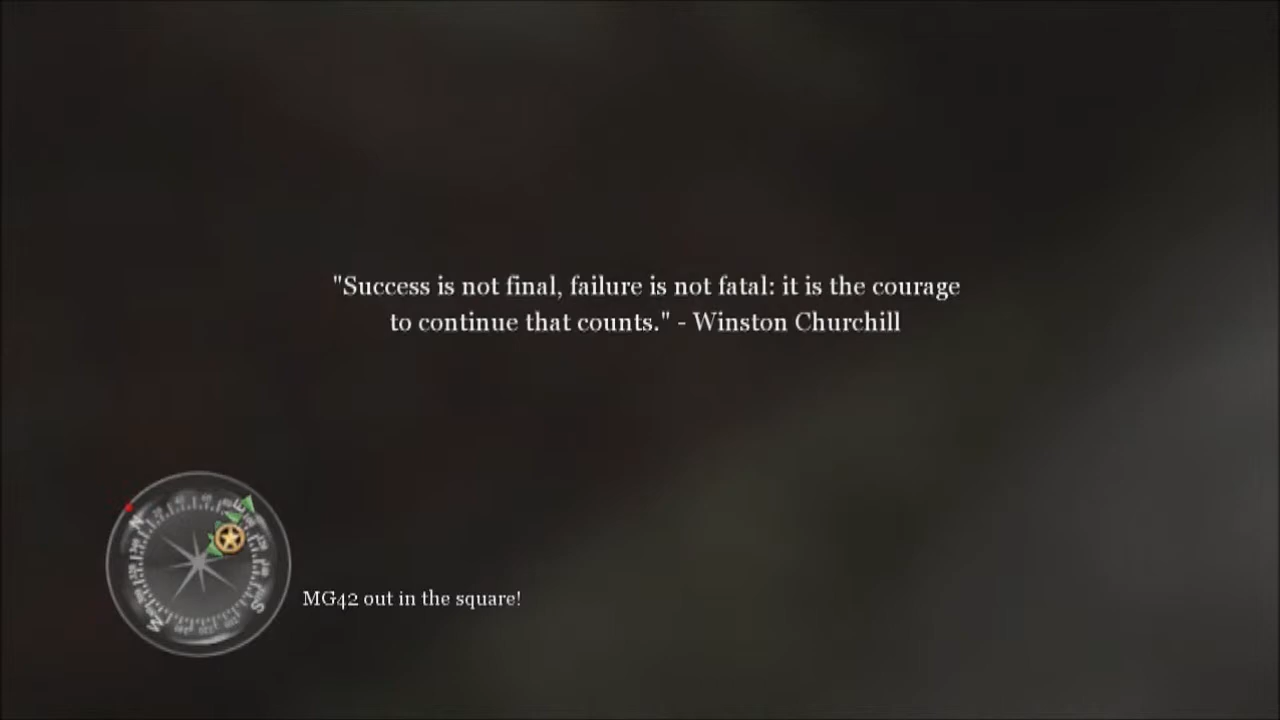 "Success is not final, failure is not fatal: it is the courage
to continue that counts." - Winston Churchill
MG42 out in the square!